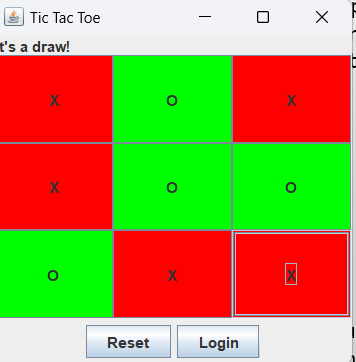 Tic Tac Toe
t's a draw!
X O X
X O O
O X X
Reset Login